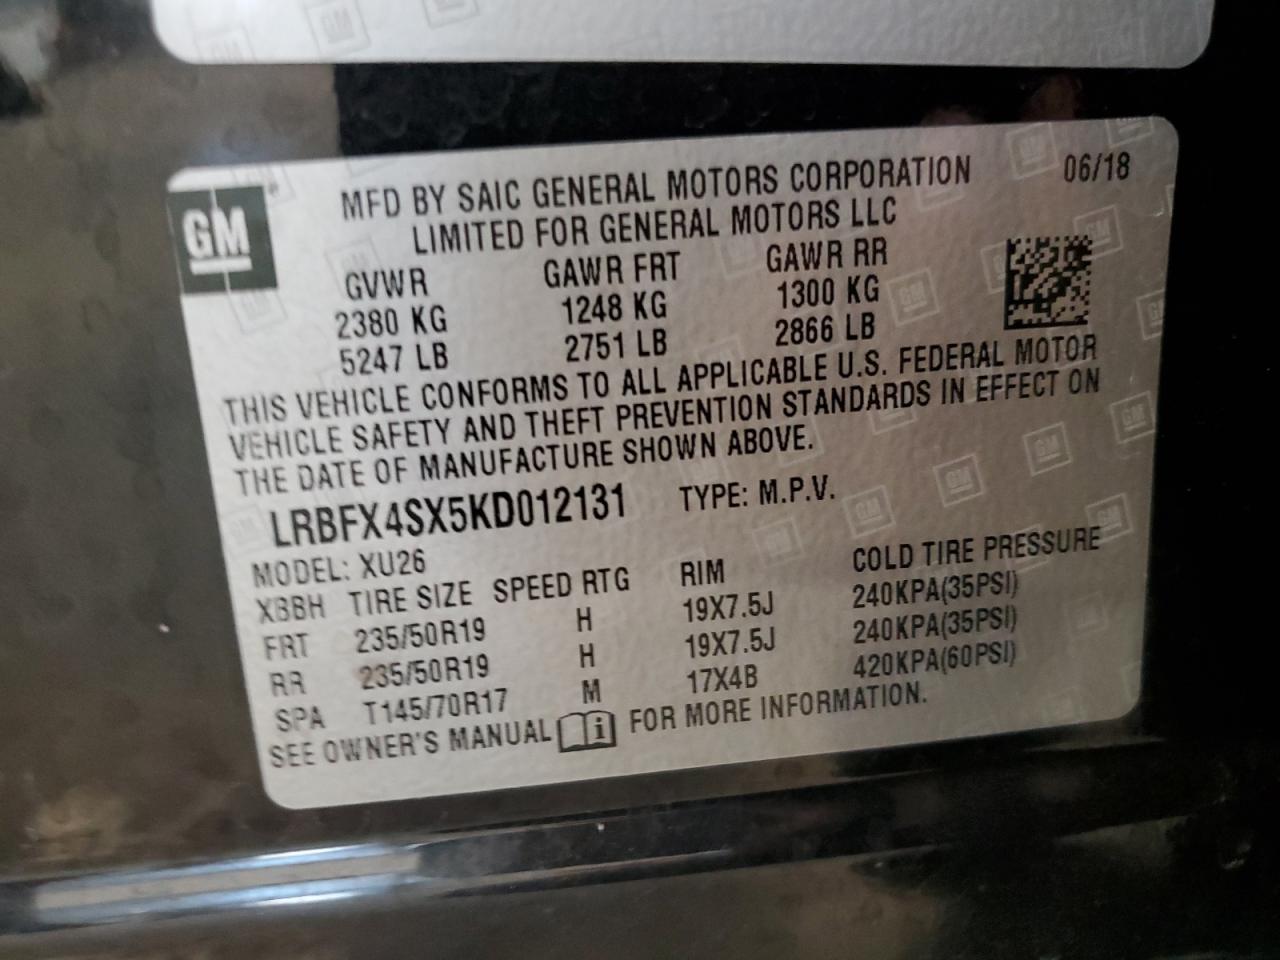 GM
MFD BY SAIC GENERAL MOTORS CORPORATION 06/18
LIMITED FOR GENERAL MOTORS LLC
GVWR GAWR FRT GAWR RR
2380 KG 1248 KG 1300 KG
5247 LB 2751 LB 2866 LB
THIS VEHICLE CONFORMS TO ALL APPLICABLE U.S. FEDERAL MOTOR
VEHICLE SAFETY AND THEFT PREVENTION STANDARDS IN EFFECT ON
THE DATE OF MANUFACTURE SHOWN ABOVE.
LRBFX4SX5KD012131 TYPE: M.P.V.
MODEL: XU26
XBBH TIRE SIZE SPEED RTG RIM COLD TIRE PRESSURE
FRT 235/50R19 H 19X7.5J 240KPA(35PSI)
RR 235/50R19 H 19X7.5J 240KPA(35PSI)
SPA T145/70R17 M 17X4B 420KPA(60PSI)
SEE OWNER'S MANUAL i FOR MORE INFORMATION.